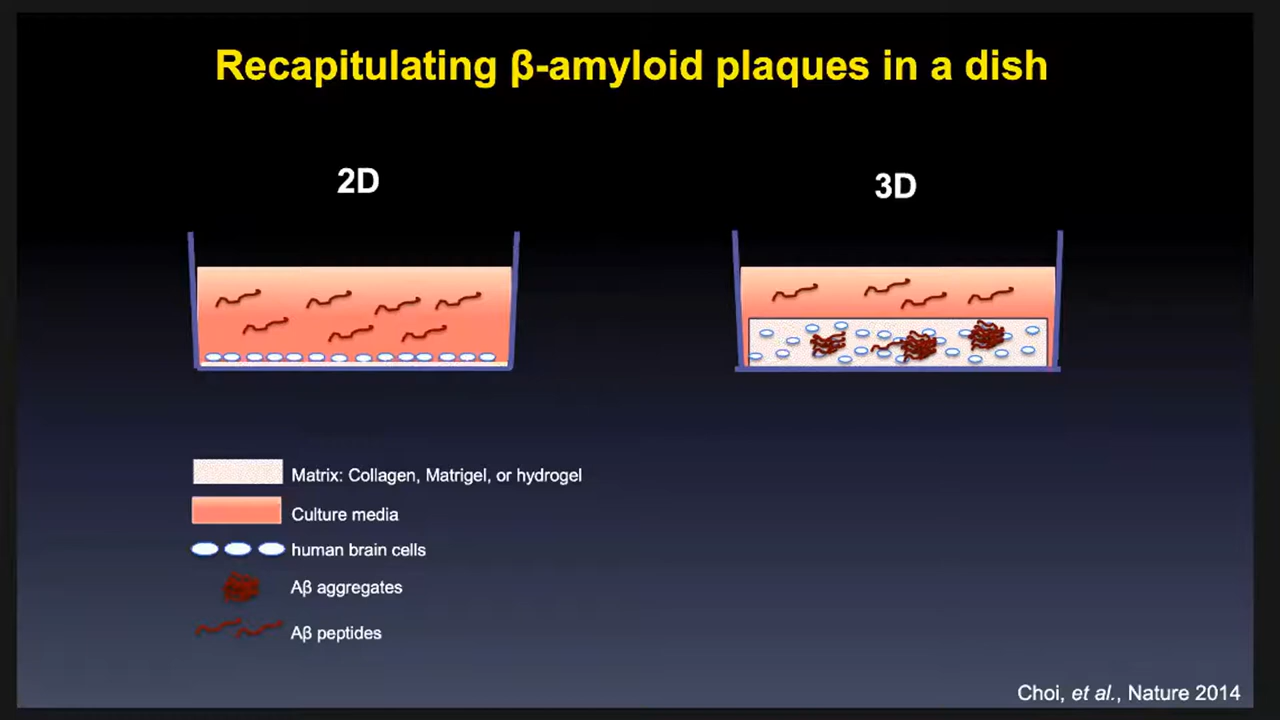 Recapitulating β-amyloid plaques in a dish
2D
3D
Matrix: Collagen, Matrigel, or hydrogel
Culture media
human brain cells
Aβ aggregates
Aβ peptides
Choi, et al., Nature 2014